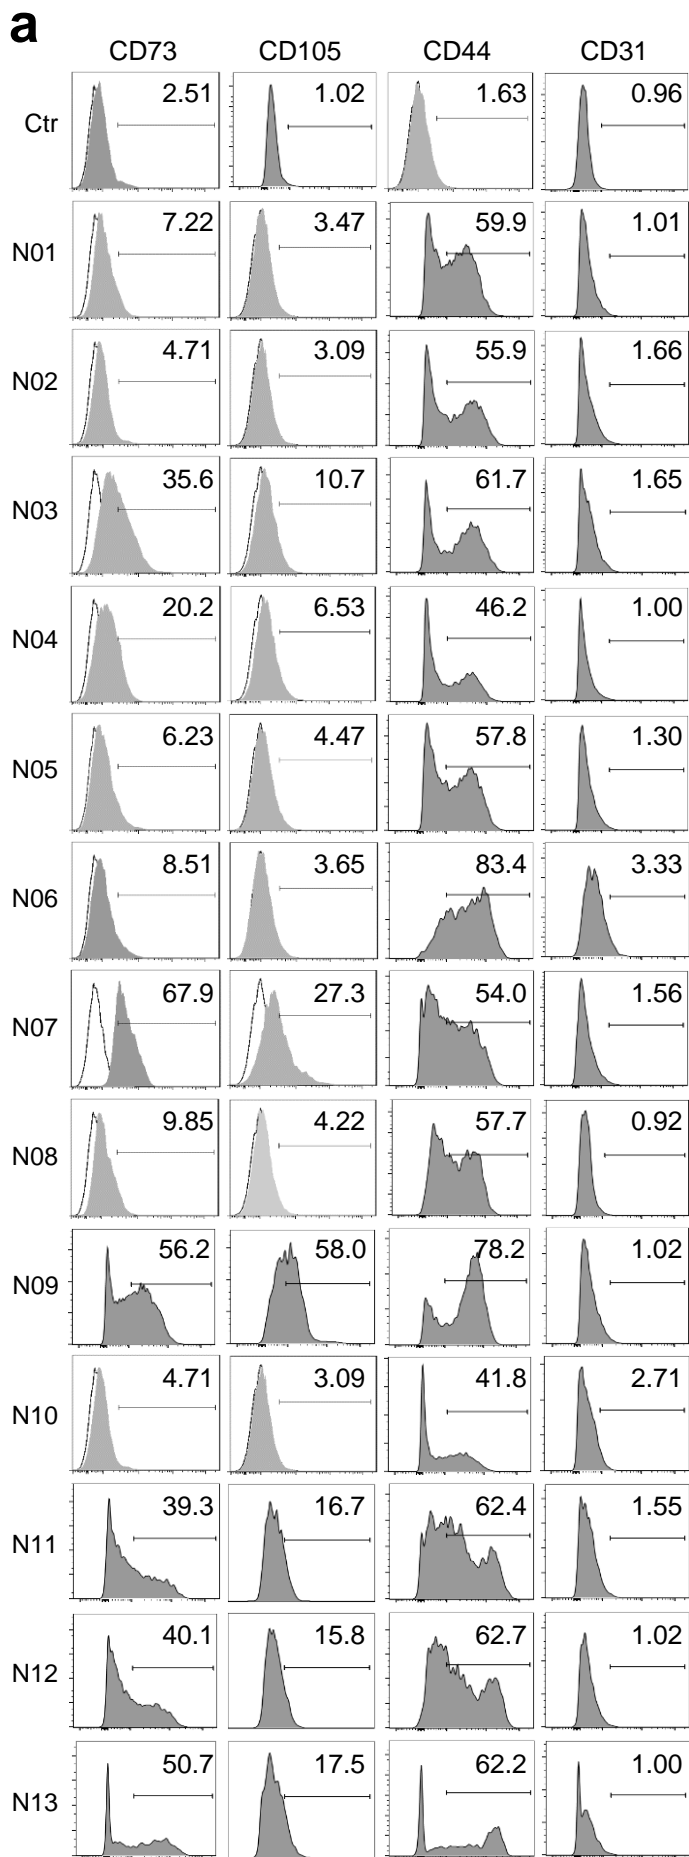 a
CD73 CD105 CD44 CD31
Ctr 2.51 1.02 1.63 0.96
N01 7.22 3.47 59.9 1.01
N02 4.71 3.09 55.9 1.66
N03 35.6 10.7 61.7 1.65
N04 20.2 6.53 46.2 1.00
N05 6.23 4.47 57.8 1.30
N06 8.51 3.65 83.4 3.33
N07 67.9 27.3 54.0 1.56
N08 9.85 4.22 57.7 0.92
N09 56.2 58.0 78.2 1.02
N10 4.71 3.09 41.8 2.71
N11 39.3 16.7 62.4 1.55
N12 40.1 15.8 62.7 1.02
N13 50.7 17.5 62.2 1.00